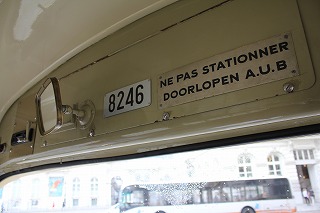 8246
NE PAS STATIONNER
DOORLOPEN A.U.B